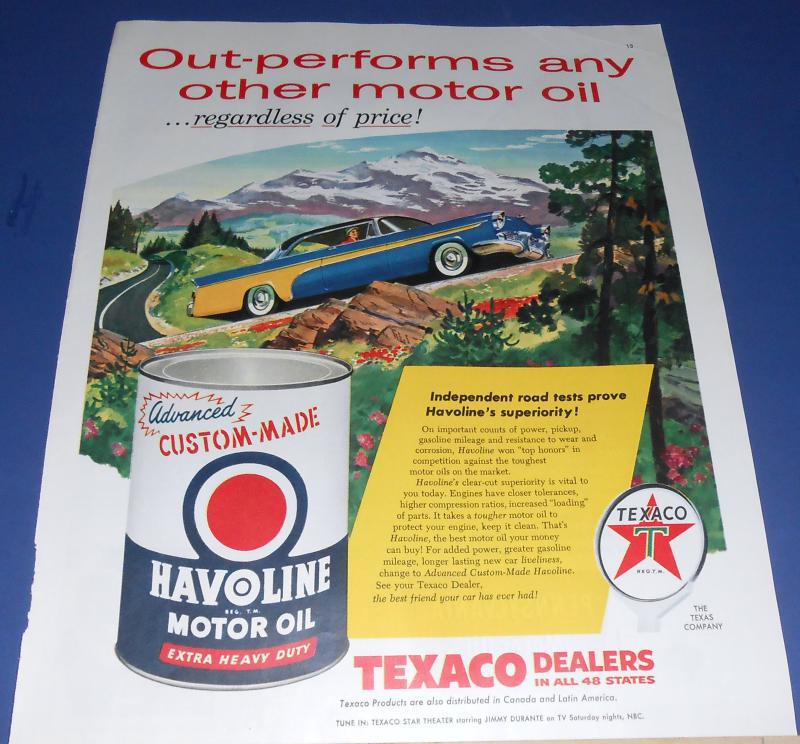 13
Out-performs any
other motor oil
...regardless of price!
Advanced
CUSTOM-MADE
HAVOLINE
REG. T.M.
MOTOR OIL
EXTRA HEAVY DUTY
Independent road tests prove
Havoline's superiority!
On important counts of power, pickup,
gasoline mileage and resistance to wear and
corrosion, Havoline won "top honors" in
competition against the toughest
motor oils on the market.
Havoline's clear-cut superiority is vital to
you today. Engines have closer tolerances,
higher compression ratios, increased "loading"
of parts. It takes a tougher motor oil to
protect your engine, keep it clean. That's
Havoline, the best motor oil your money
can buy! For added power, greater gasoline
mileage, longer lasting new car liveliness,
change to Advanced Custom-Made Havoline.
See your Texaco Dealer,
the best friend your car has ever had!
TEXACO
T
REG. T.M.
THE
TEXAS
COMPANY
TEXACO DEALERS
IN ALL 48 STATES
Texaco Products are also distributed in Canada and Latin America.
TUNE IN: TEXACO STAR THEATER starring JIMMY DURANTE on TV Saturday nights, NBC.